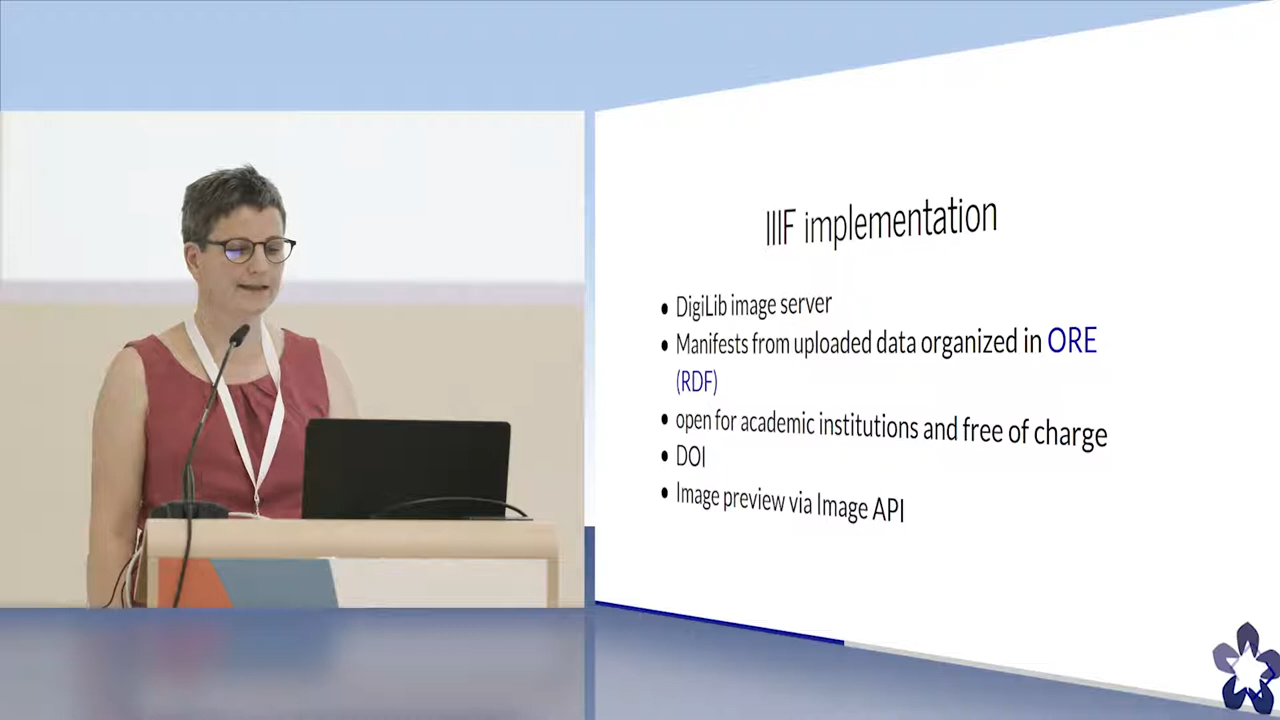 IIIF implementation
DigiLib image server
Manifests from uploaded data organized in ORE
(RDF)
open for academic institutions and free of charge
DOI
Image preview via Image API